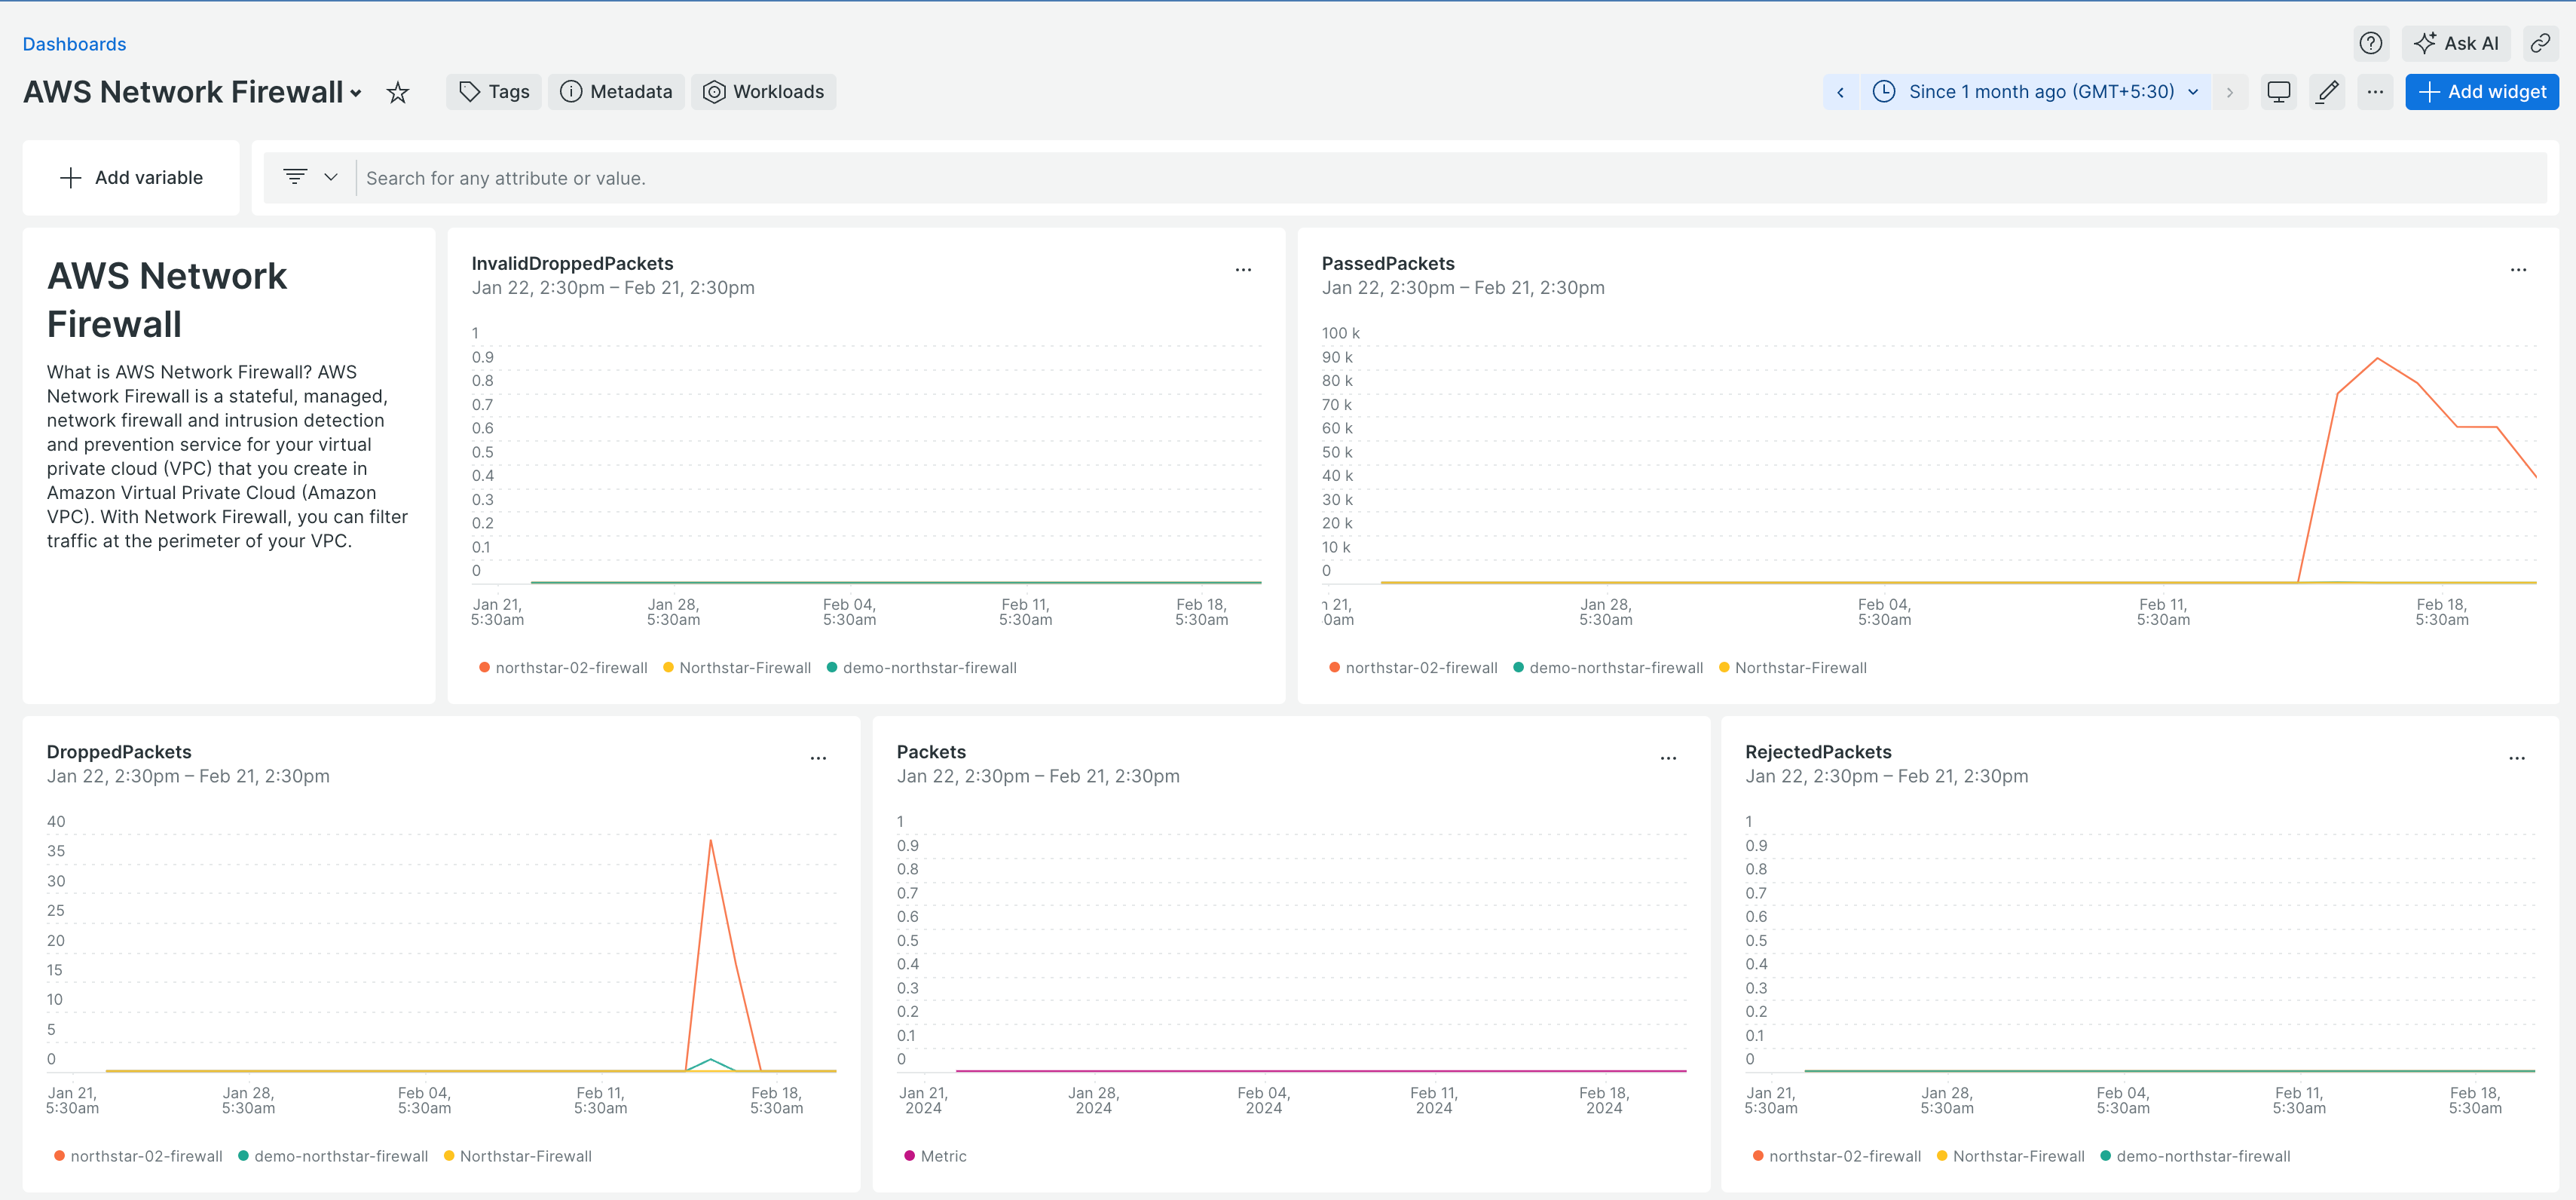 Dashboards
Ask AI
AWS Network Firewall
Tags
Metadata
Workloads
Since 1 month ago (GMT+5:30)
Add widget
Add variable
Search for any attribute or value.
AWS Network
Firewall
What is AWS Network Firewall? AWS
Network Firewall is a stateful, managed,
network firewall and intrusion detection
and prevention service for your virtual
private cloud (VPC) that you create in
Amazon Virtual Private Cloud (Amazon
VPC). With Network Firewall, you can filter
traffic at the perimeter of your VPC.
InvalidDroppedPackets
Jan 22, 2:30pm – Feb 21, 2:30pm
1
0.9
0.8
0.7
0.6
0.5
0.4
0.3
0.2
0.1
0
Jan 21, Jan 28, Feb 04, Feb 11, Feb 18,
5:30am 5:30am 5:30am 5:30am 5:30am
northstar-02-firewall Northstar-Firewall demo-northstar-firewall
PassedPackets
Jan 22, 2:30pm – Feb 21, 2:30pm
100 k
90 k
80 k
70 k
60 k
50 k
40 k
30 k
20 k
10 k
0
n 21, Jan 28, Feb 04, Feb 11, Feb 18,
0am 5:30am 5:30am 5:30am 5:30am
northstar-02-firewall demo-northstar-firewall Northstar-Firewall
DroppedPackets
Jan 22, 2:30pm – Feb 21, 2:30pm
40
35
30
25
20
15
10
5
0
Jan 21, Jan 28, Feb 04, Feb 11, Feb 18,
5:30am 5:30am 5:30am 5:30am 5:30am
northstar-02-firewall demo-northstar-firewall Northstar-Firewall
Packets
Jan 22, 2:30pm – Feb 21, 2:30pm
1
0.9
0.8
0.7
0.6
0.5
0.4
0.3
0.2
0.1
0
Jan 21, Jan 28, Feb 04, Feb 11, Feb 18,
2024 2024 2024 2024 2024
Metric
RejectedPackets
Jan 22, 2:30pm – Feb 21, 2:30pm
1
0.9
0.8
0.7
0.6
0.5
0.4
0.3
0.2
0.1
0
Jan 21, Jan 28, Feb 04, Feb 11, Feb 18,
5:30am 5:30am 5:30am 5:30am 5:30am
northstar-02-firewall Northstar-Firewall demo-northstar-firewall